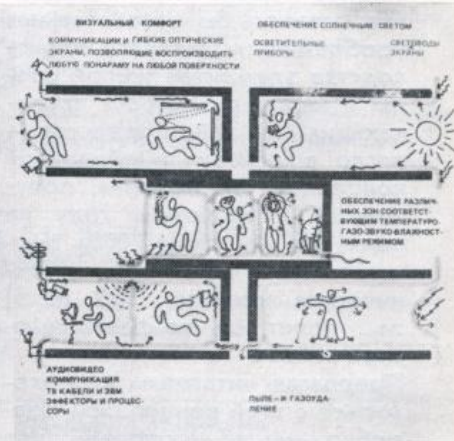 ВИЗУАЛЬНЫЙ КОМФОРТ
КОММУНИКАЦИИ И ГИБКИЕ ОПТИЧЕСКИЕ
ЭКРАНЫ, ПОЗВОЛЯЮЩИЕ ВОСПРОИЗВОДИТЬ
ЛЮБУЮ ПОНАРАМУ НА ЛЮБОЙ ПОВЕРХНОСТИ
ОБЕСПЕЧЕНИЕ СОЛНЕЧНЫМ СВЕТОМ
ОСВЕТИТЕЛЬНЫЕ
ПРИБОРЫ
СВЕТОВОДЫ
ЭКРАНЫ
ОБЕСПЕЧЕНИЕ РАЗЛИЧ-
НЫХ ЗОН СООТВЕТСТ-
ВУЮЩИМ ТЕМПЕРАТУРО-
ГАЗО-ЗВУКО-ВЛАЖНОСТ-
НЫМ РЕЖИМОМ
АУДИОВИДЕО
КОММУНИКАЦИЯ
ТВ КАБЕЛИ И ЭВМ
ЭФФЕКТОРЫ И ПРОЦЕС-
СОРЫ
ПЫЛЕ-И ГАЗОУДА-
ЛЕНИЕ